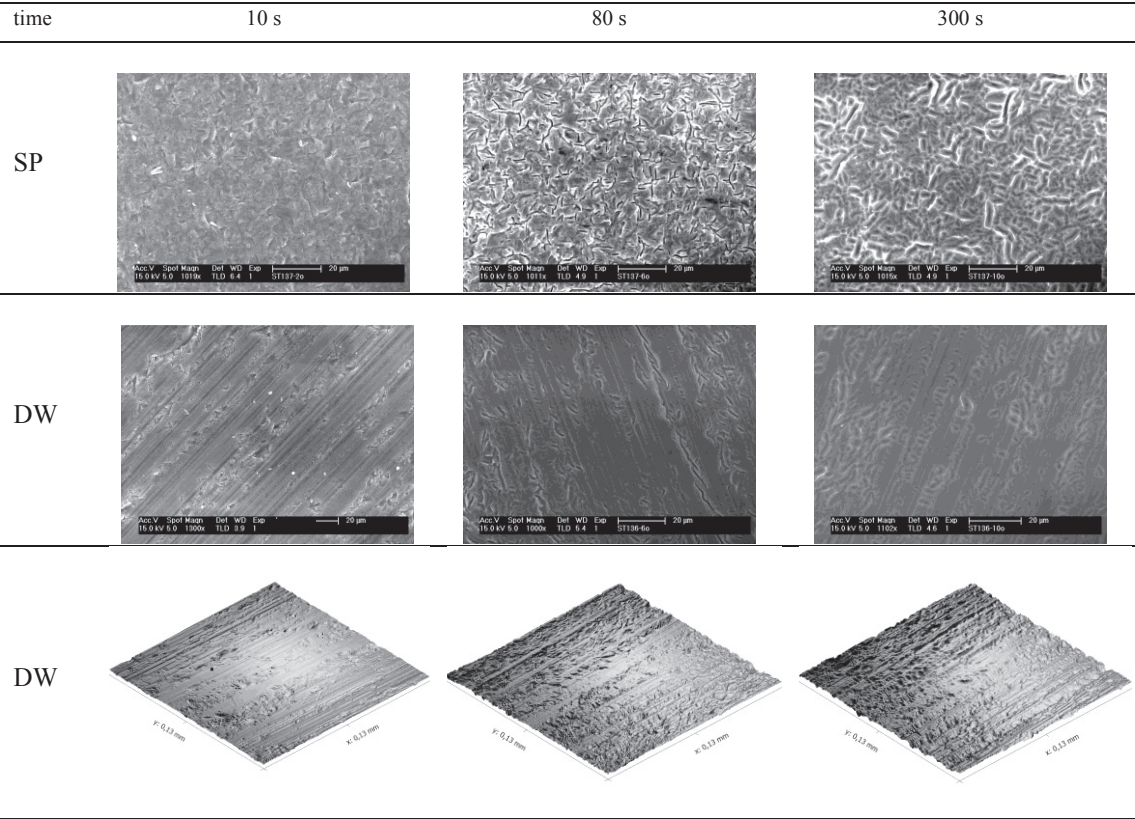 time 10 s 80 s 300 s
SP
Acc.V Spot Magn Det WD Exp 20 µm
15.0 kV 5.0 1019x TLD 6.4 1 ST137-2o
Acc.V Spot Magn Det WD Exp 20 µm
15.0 kV 5.0 1011x TLD 4.9 1 ST137-6o
Acc.V Spot Magn Det WD Exp 20 µm
15.0 kV 5.0 1015x TLD 4.9 1 ST137-10o
DW
Acc.V Spot Magn Det WD Exp 20 µm
15.0 kV 5.0 1300x TLD 3.9 1
Acc.V Spot Magn Det WD Exp 20 µm
15.0 kV 5.0 1000x TLD 5.4 1 ST136-6o
Acc.V Spot Magn Det WD Exp 20 µm
15.0 kV 5.0 1102x TLD 4.6 1 ST136-10o
DW
y: 0,13 mm x: 0,13 mm
y: 0,13 mm x: 0,13 mm
y: 0,13 mm x: 0,13 mm